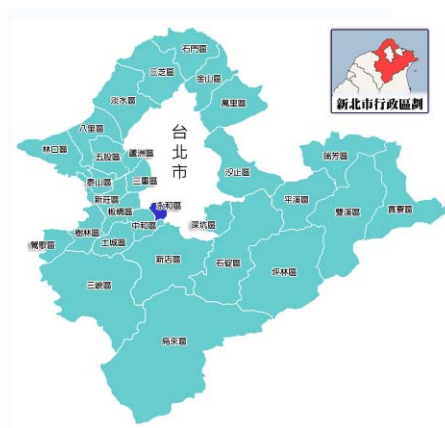 石門區
三芝區
金山區
淡水區
萬里區
八里區
林口區
五股區
蘆洲區
台北市
汐止區
瑞芳區
泰山區
三重區
新莊區
板橋區
永和區
平溪區
雙溪區
貢寮區
樹林區
中和區
深坑區
鶯歌區
土城區
新店區
石碇區
坪林區
三峽區
烏來區
新北市行政區劃